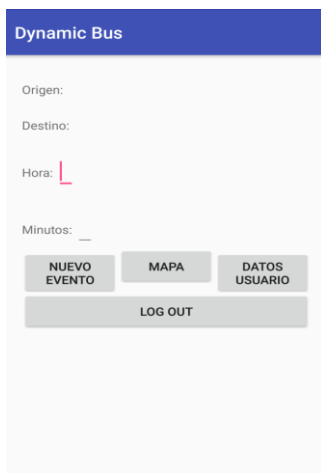 Dynamic Bus
Origen:
Destino:
Hora:
Minutos:
NUEVO
EVENTO
MAPA
DATOS
USUARIO
LOG OUT